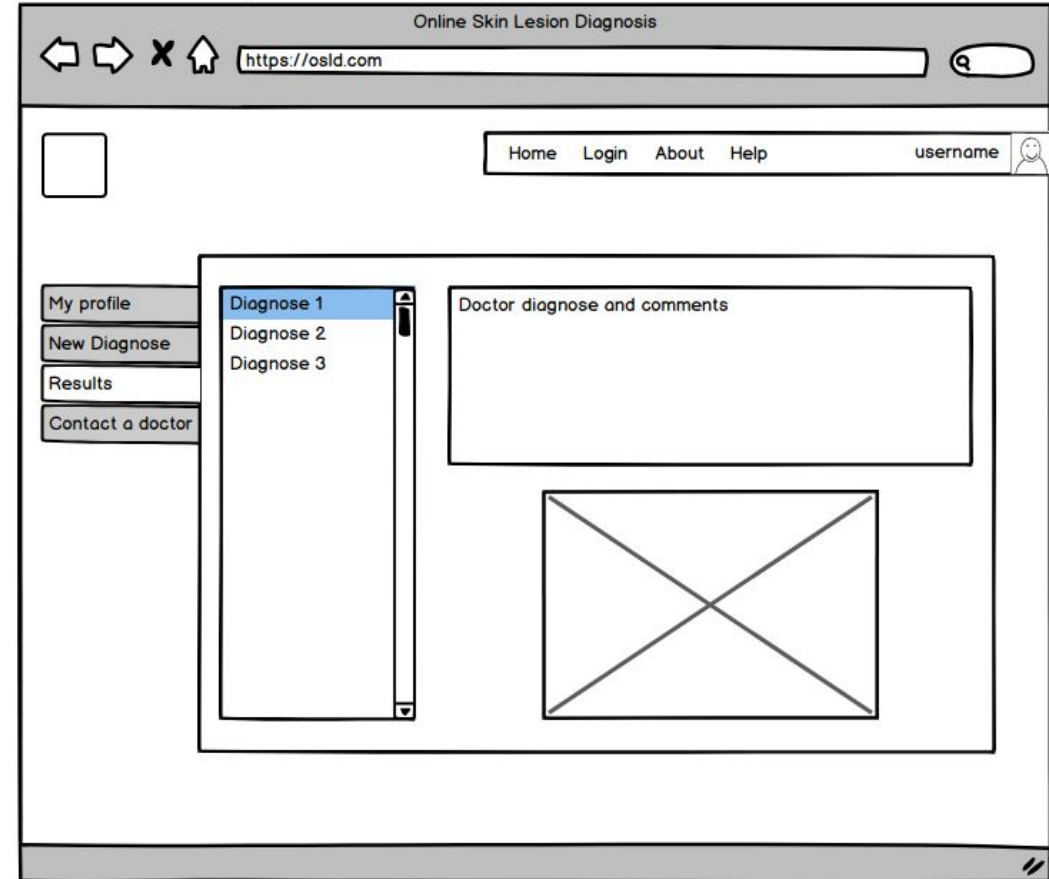 Online Skin Lesion Diagnosis
https://osld.com
Home Login About Help username
My profile
New Diagnose
Results
Contact a doctor
Diagnose 1
Diagnose 2
Diagnose 3
Doctor diagnose and comments